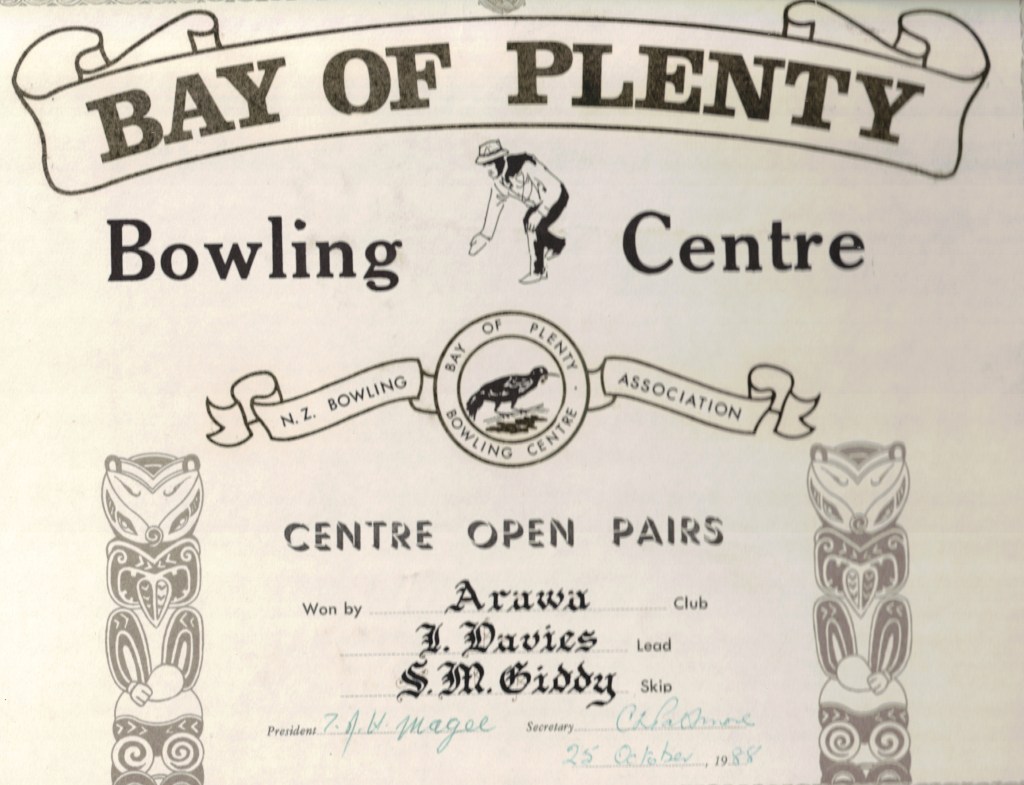 BAY OF PLENTY
Bowling Centre
BAY OF PLENTY · BOWLING CENTRE
N.Z. BOWLING ASSOCIATION
CENTRE OPEN PAIRS
Won by Arawa Club
I. Davies Lead
S. M. Giddy Skip
President H. Magee Secretary
25 October, 1988